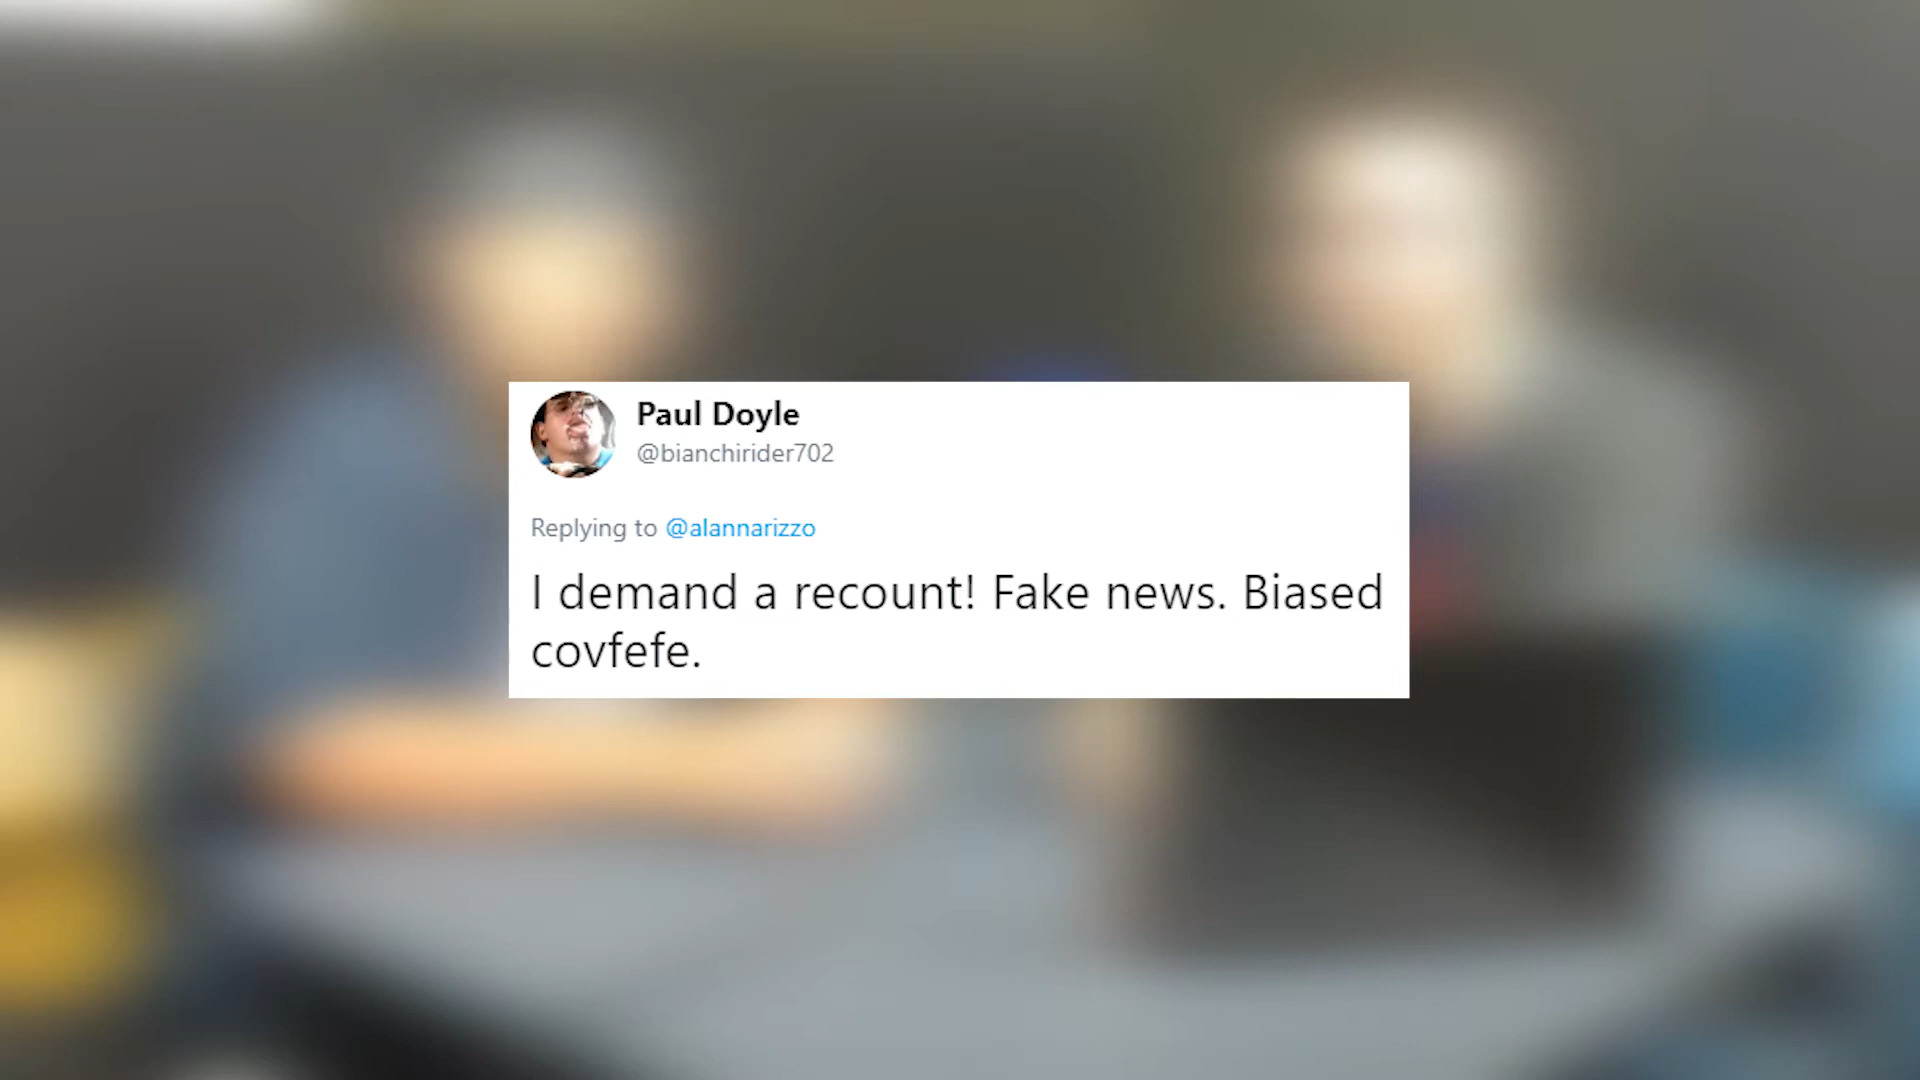 Paul Doyle
@bianchirider702
Replying to @alannarizzo
I demand a recount! Fake news. Biased
covfefe.